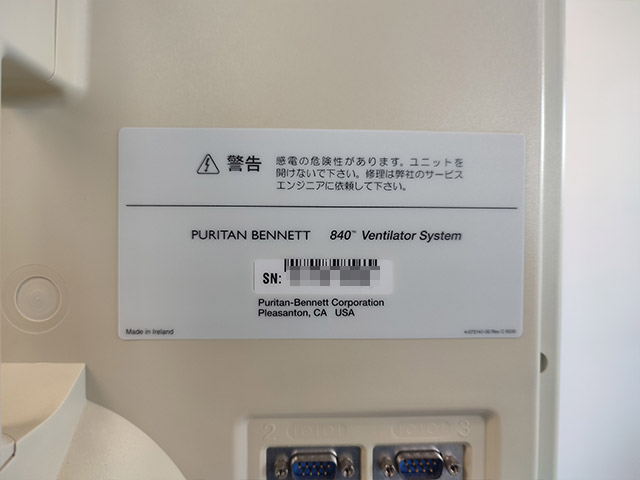 警告
感電の危険性があります。ユニットを
開けないで下さい。修理は弊社のサービス
エンジニアに依頼して下さい。
PURITAN BENNETT 840™ Ventilator System
SN:
Puritan-Bennett Corporation
Pleasanton, CA USA
Made in Ireland
2
3